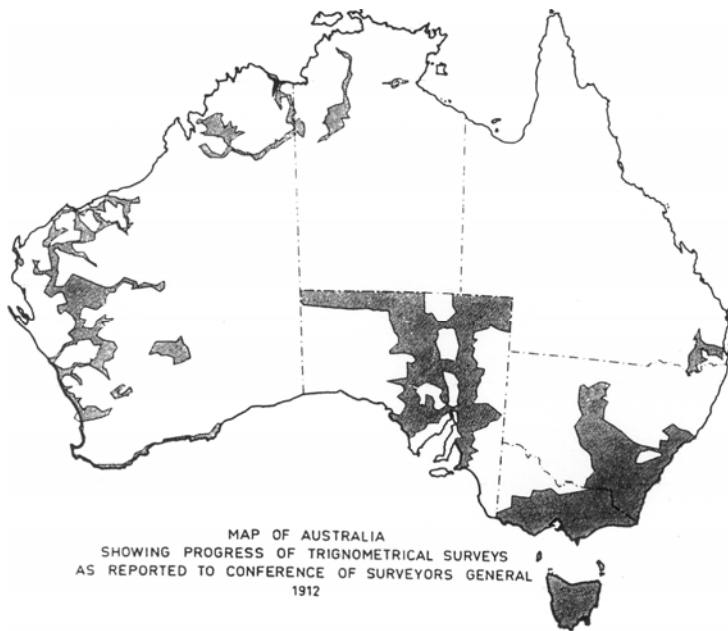 MAP OF AUSTRALIA
SHOWING PROGRESS OF TRIGNOMETRICAL SURVEYS
AS REPORTED TO CONFERENCE OF SURVEYORS GENERAL
1912